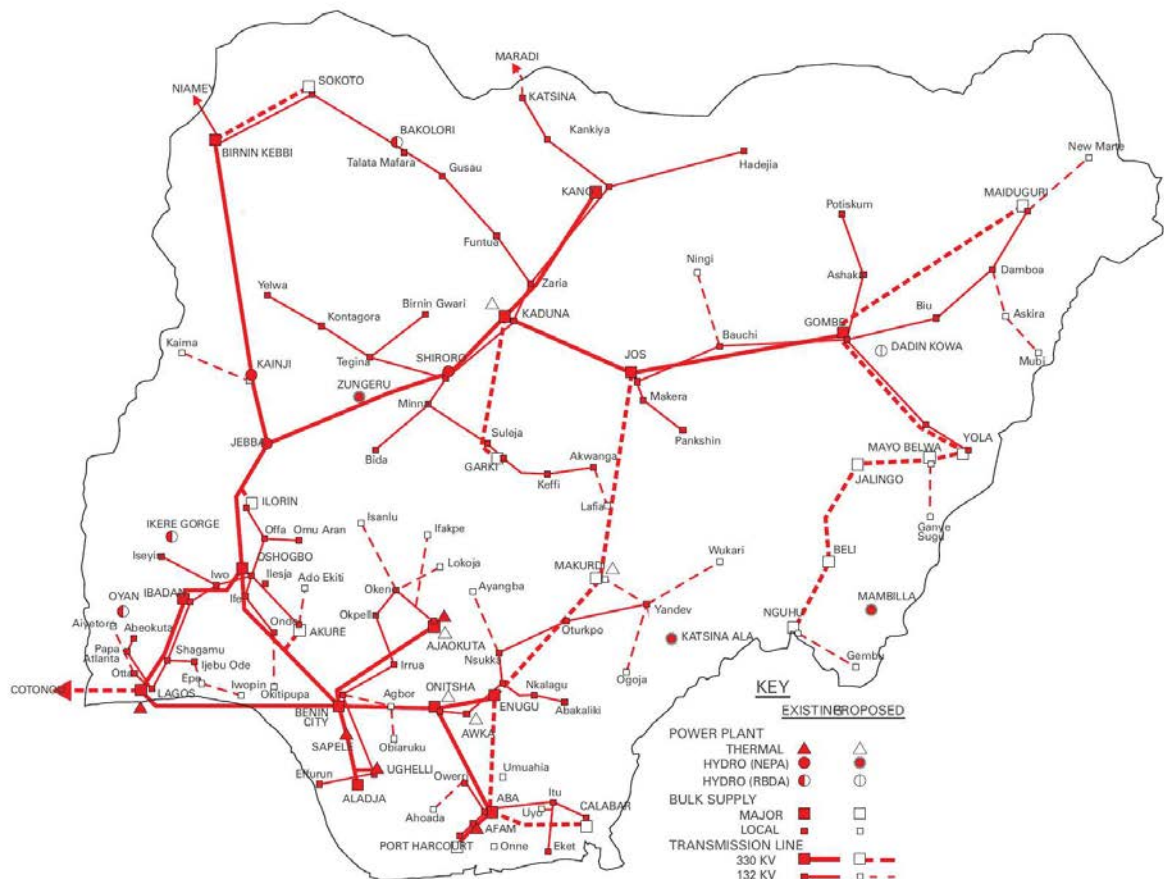 MARADI
SOKOTO
NIAMEY
KATSINA
BAKOLORI
Kankiya
BIRNIN KEBBI
Talata Mafara
Gusau
Hadejia
New Marte
KANO
MAIDUGURI
Potiskum
Funtua
Ningi
Damboa
Zaria
Ashaka
Yelwa
Birnin Gwari
Biu
Askira
KADUNA
GOMBE
Kontagora
Bauchi
DADIN KOWA
Mubi
Kaima
Tegina
SHIRORO
JOS
KAINJI
ZUNGERU
Makera
Minna
Pankshin
JEBBA
Suleja
YOLA
MAYO BELWA
Bida
GARKI
Akwanga
JALINGO
Keffi
ILORIN
Lafia
IKERE GORGE
Isanlu
Ifakpe
Ganye
Sugu
Offa
Omu Aran
Iseyin
OSHOGBO
Wukari
BELI
Ado Ekiti
Lokoja
MAKURDI
Iwo
Ilesja
Ayangba
OYAN
IBADAN
Ife
Okene
MAMBILLA
Yandev
NGUHU
Aiyetoro
Abeokuta
Ondo
AKURE
Okpella
Oturkpo
KATSINA ALA
AJAOKUTA
Papa
Atlanta
Shagamu
Nsukka
Gembu
Ijebu Ode
Irrua
Otta
Epe
Iwopin
Okitipupa
Ogoja
COTONOU
LAGOS
ONITSHA
Nkalagu
Agbor
ENUGU
Abakaliki
BENIN
CITY
AWKA
SAPELE
Obiaruku
UGHELLI
Umuahia
Effurun
Owerri
ALADJA
ABA
Itu
CALABAR
Ahoada
Uyo
AFAM
PORT HARCOURT
Onne
Eket
KEY
EXISTING PROPOSED
POWER PLANT
THERMAL
HYDRO (NEPA)
HYDRO (RBDA)
BULK SUPPLY
MAJOR
LOCAL
TRANSMISSION LINE
330 KV
132 KV